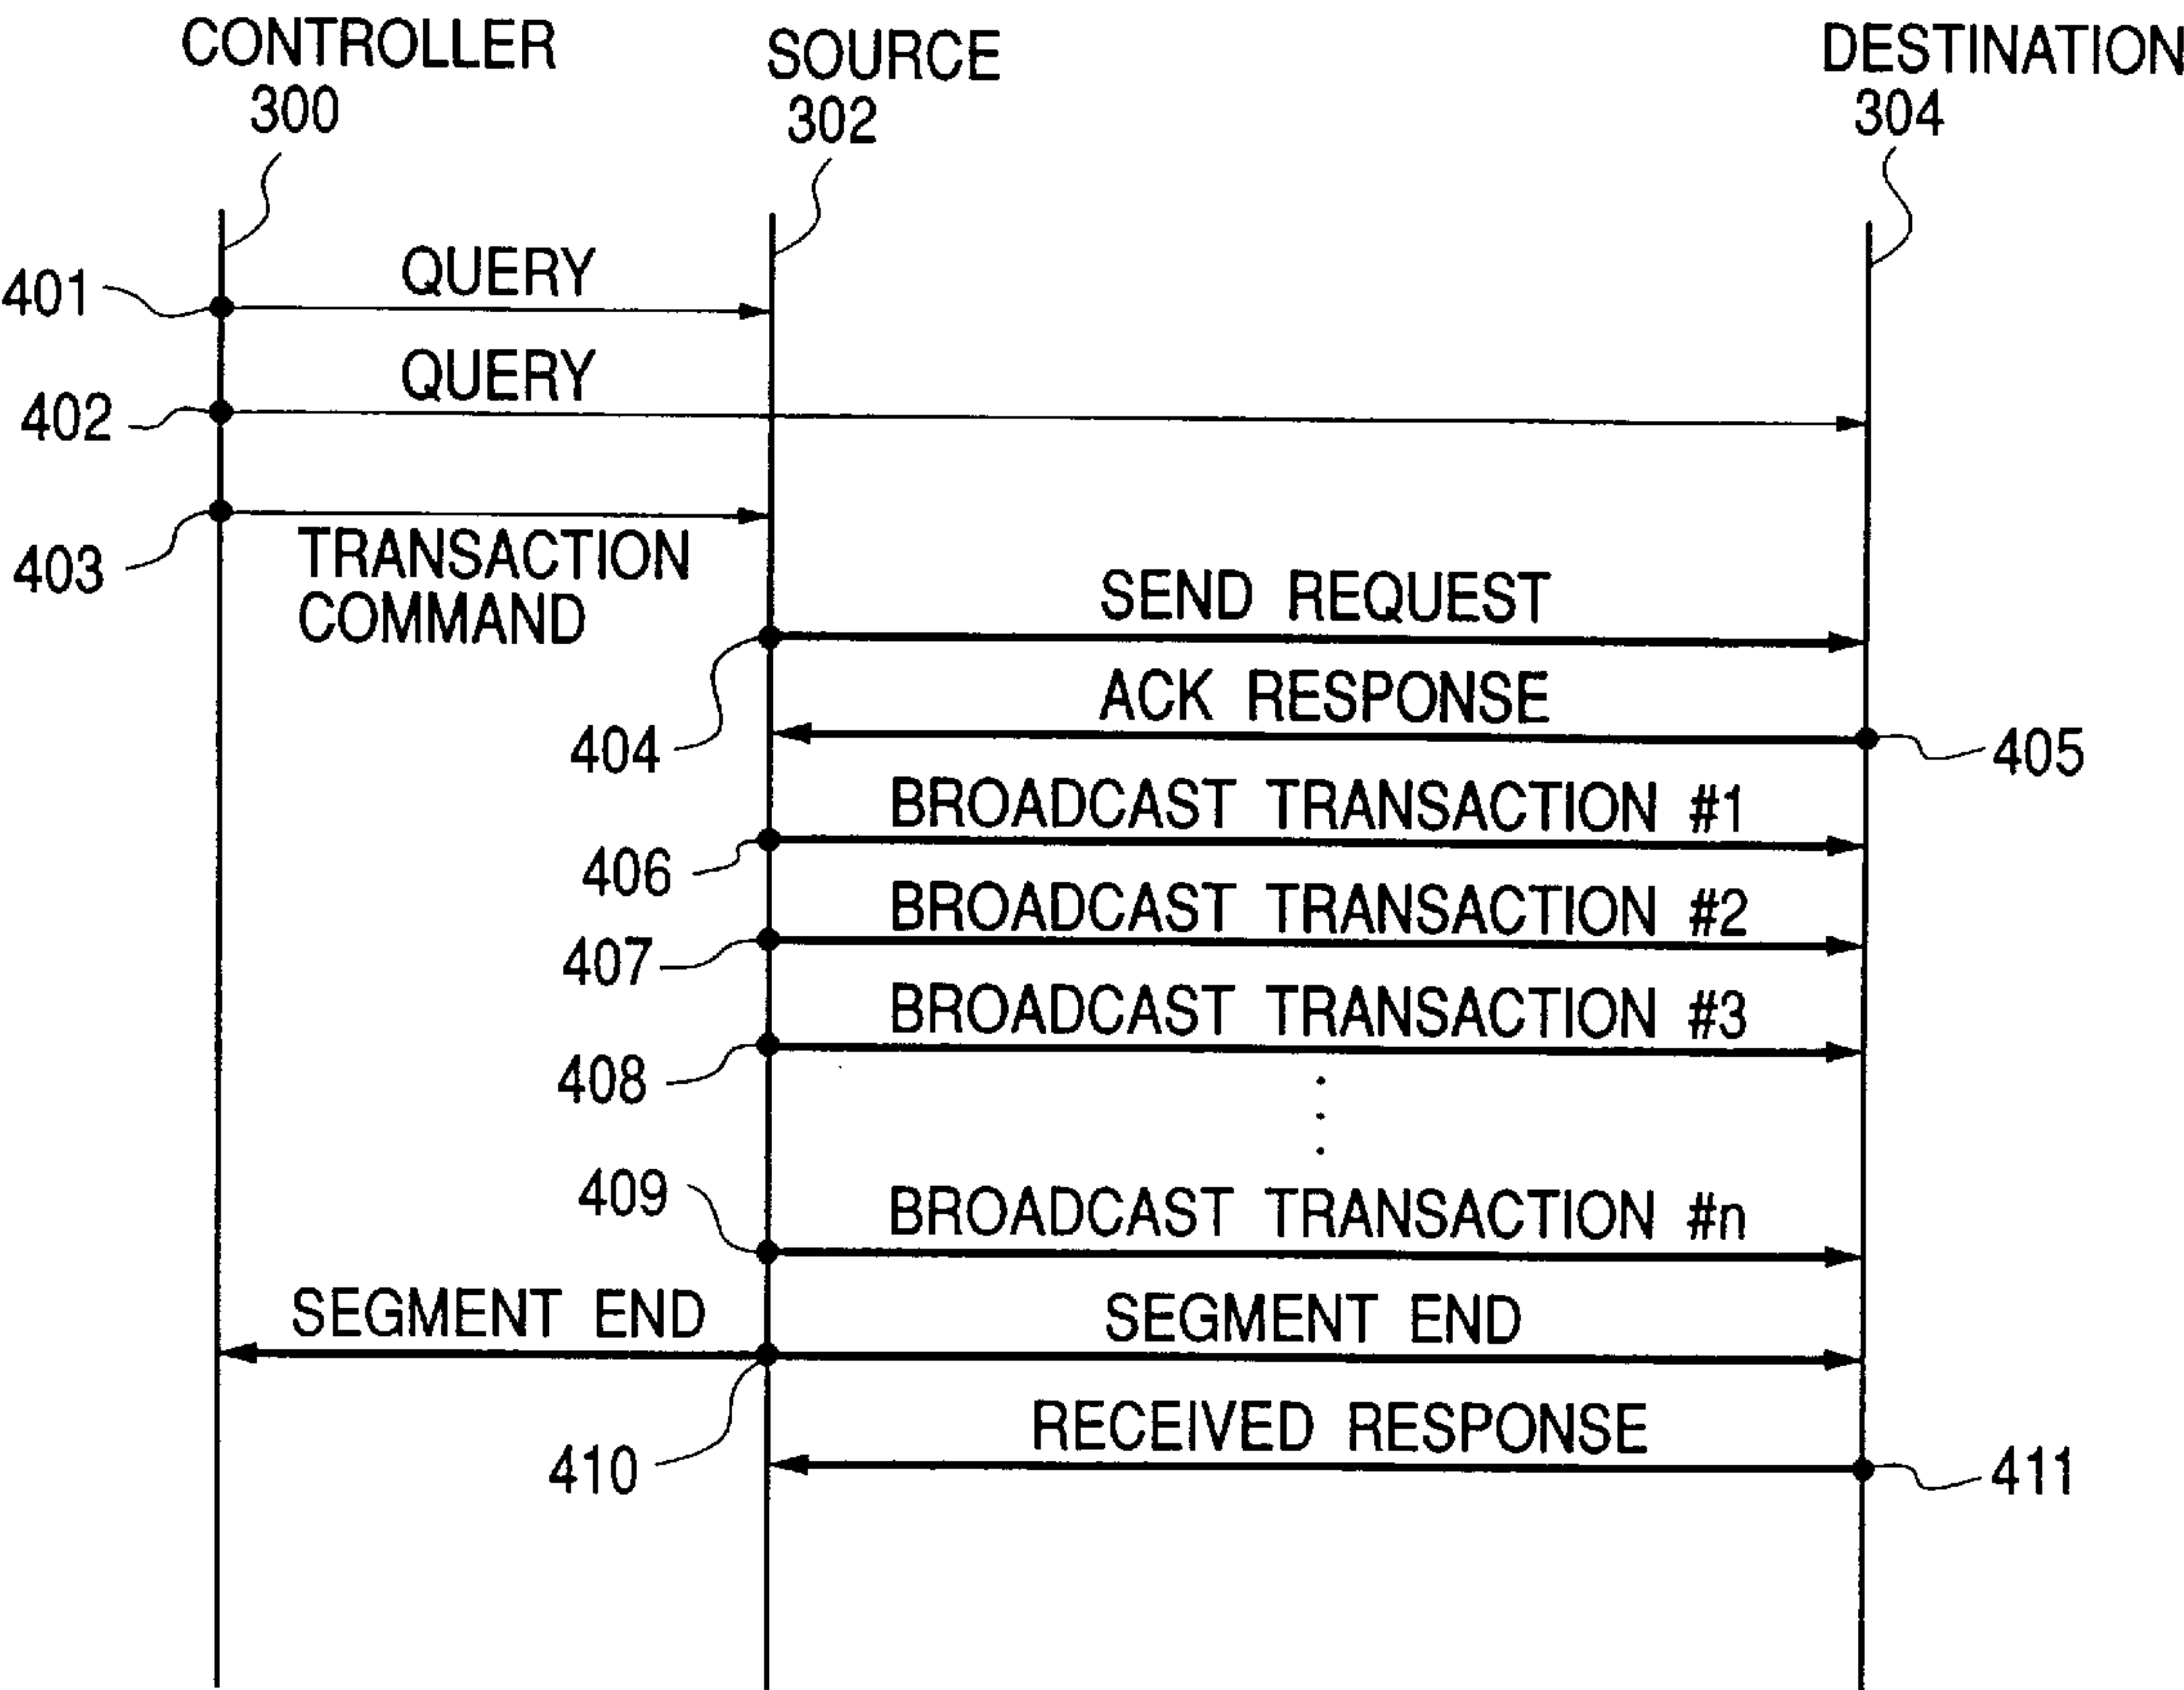 CONTROLLER
300
SOURCE
302
DESTINATION
304
401
QUERY
402
QUERY
403
TRANSACTION
COMMAND
SEND REQUEST
404
ACK RESPONSE
405
BROADCAST TRANSACTION #1
406
BROADCAST TRANSACTION #2
407
BROADCAST TRANSACTION #3
408
409
BROADCAST TRANSACTION #n
SEGMENT END
SEGMENT END
410
RECEIVED RESPONSE
411